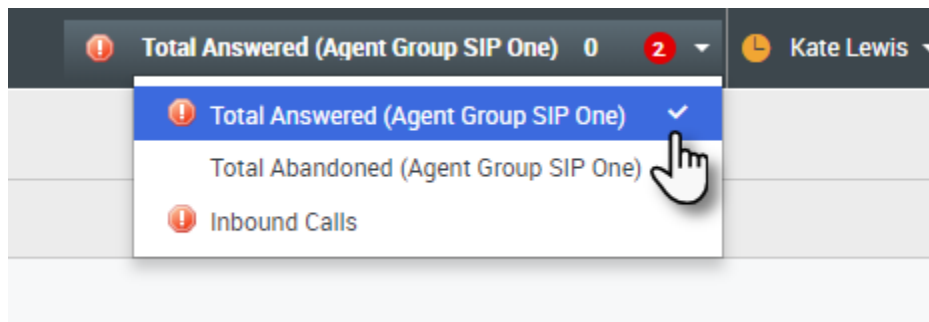 Total Answered (Agent Group SIP One) 0 2 Kate Lewis
Total Answered (Agent Group SIP One)
Total Abandoned (Agent Group SIP One)
Inbound Calls